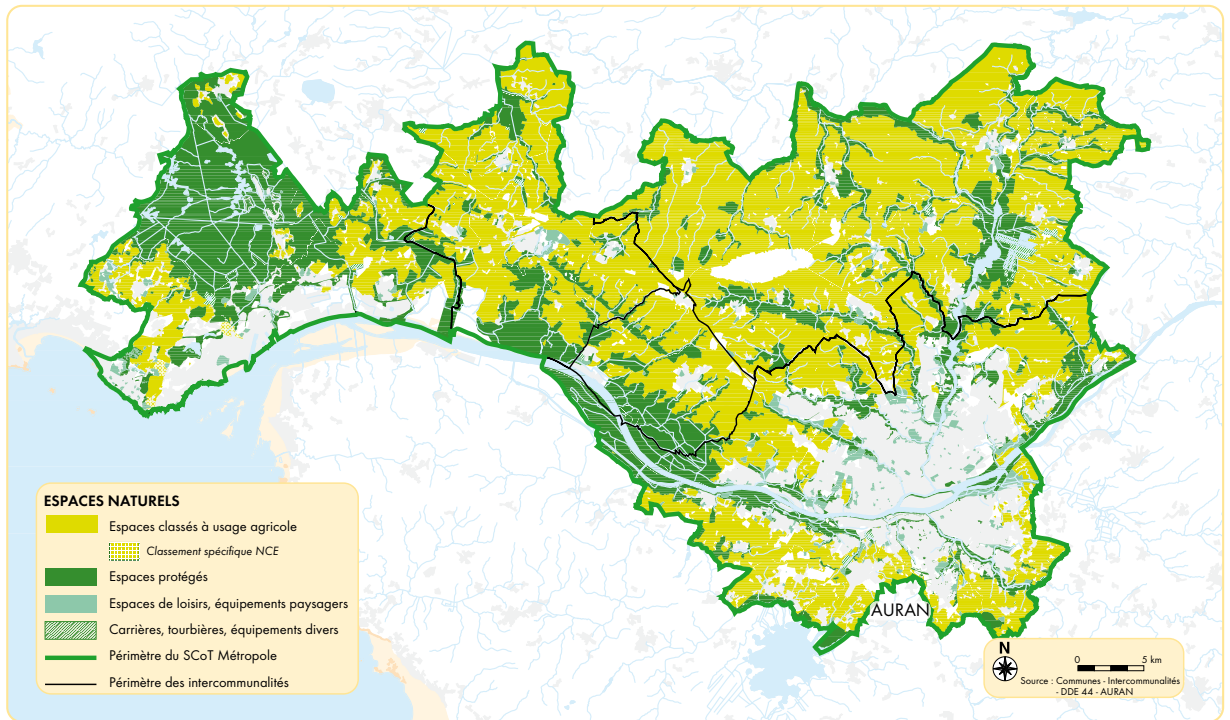 AURAN
ESPACES NATURELS
Espaces classés à usage agricole
Classement spécifique NCE
Espaces protégés
Espaces de loisirs, équipements paysagers
Carrières, tourbières, équipements divers
Périmètre du SCoT Métropole
Périmètre des intercommunalités
N
0 5 km
Source : Communes - Intercommunalités
- DDE 44 - AURAN